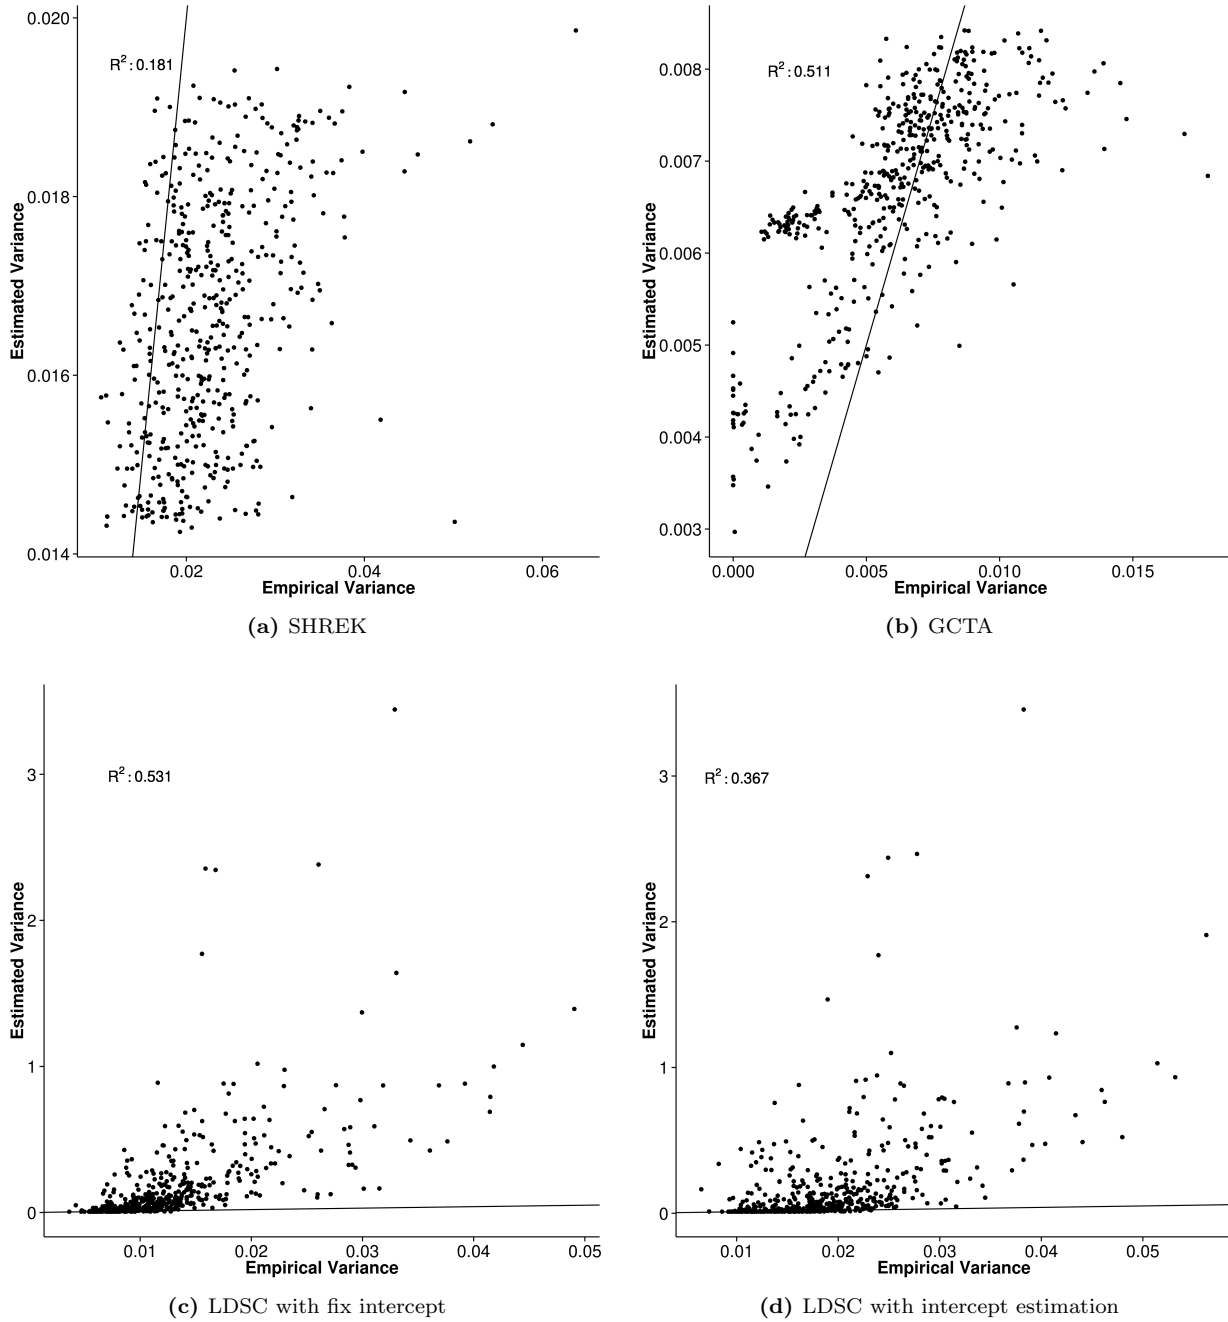 0.020
0.018
0.016
0.014
R²:0.181
Estimated Variance
0.02 0.04 0.06
Empirical Variance
(a) SHREK
0.008
0.007
0.006
0.005
0.004
0.003
R²:0.511
Estimated Variance
0.000 0.005 0.010 0.015
Empirical Variance
(b) GCTA
3
2
1
0
R²:0.531
Estimated Variance
0.01 0.02 0.03 0.04 0.05
Empirical Variance
(c) LDSC with fix intercept
3
2
1
0
R²:0.367
Estimated Variance
0.01 0.02 0.03 0.04 0.05
Empirical Variance
(d) LDSC with intercept estimation